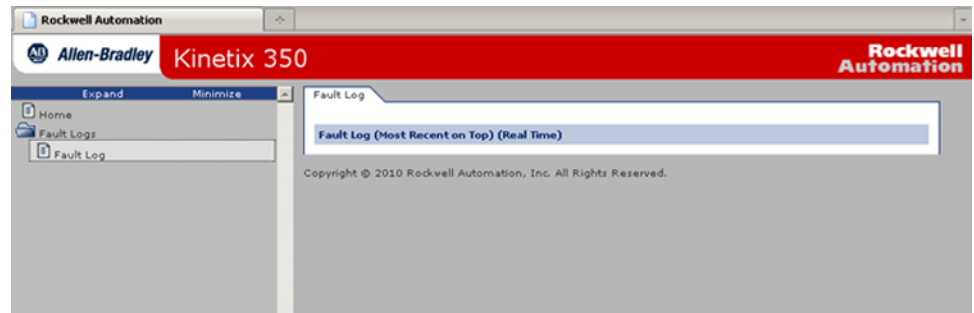 Rockwell Automation
AB Allen-Bradley
Kinetix 350
Rockwell
Automation
Expand Minimize
Home
Fault Logs
Fault Log
Fault Log
Fault Log (Most Recent on Top) (Real Time)
Copyright © 2010 Rockwell Automation, Inc. All Rights Reserved.